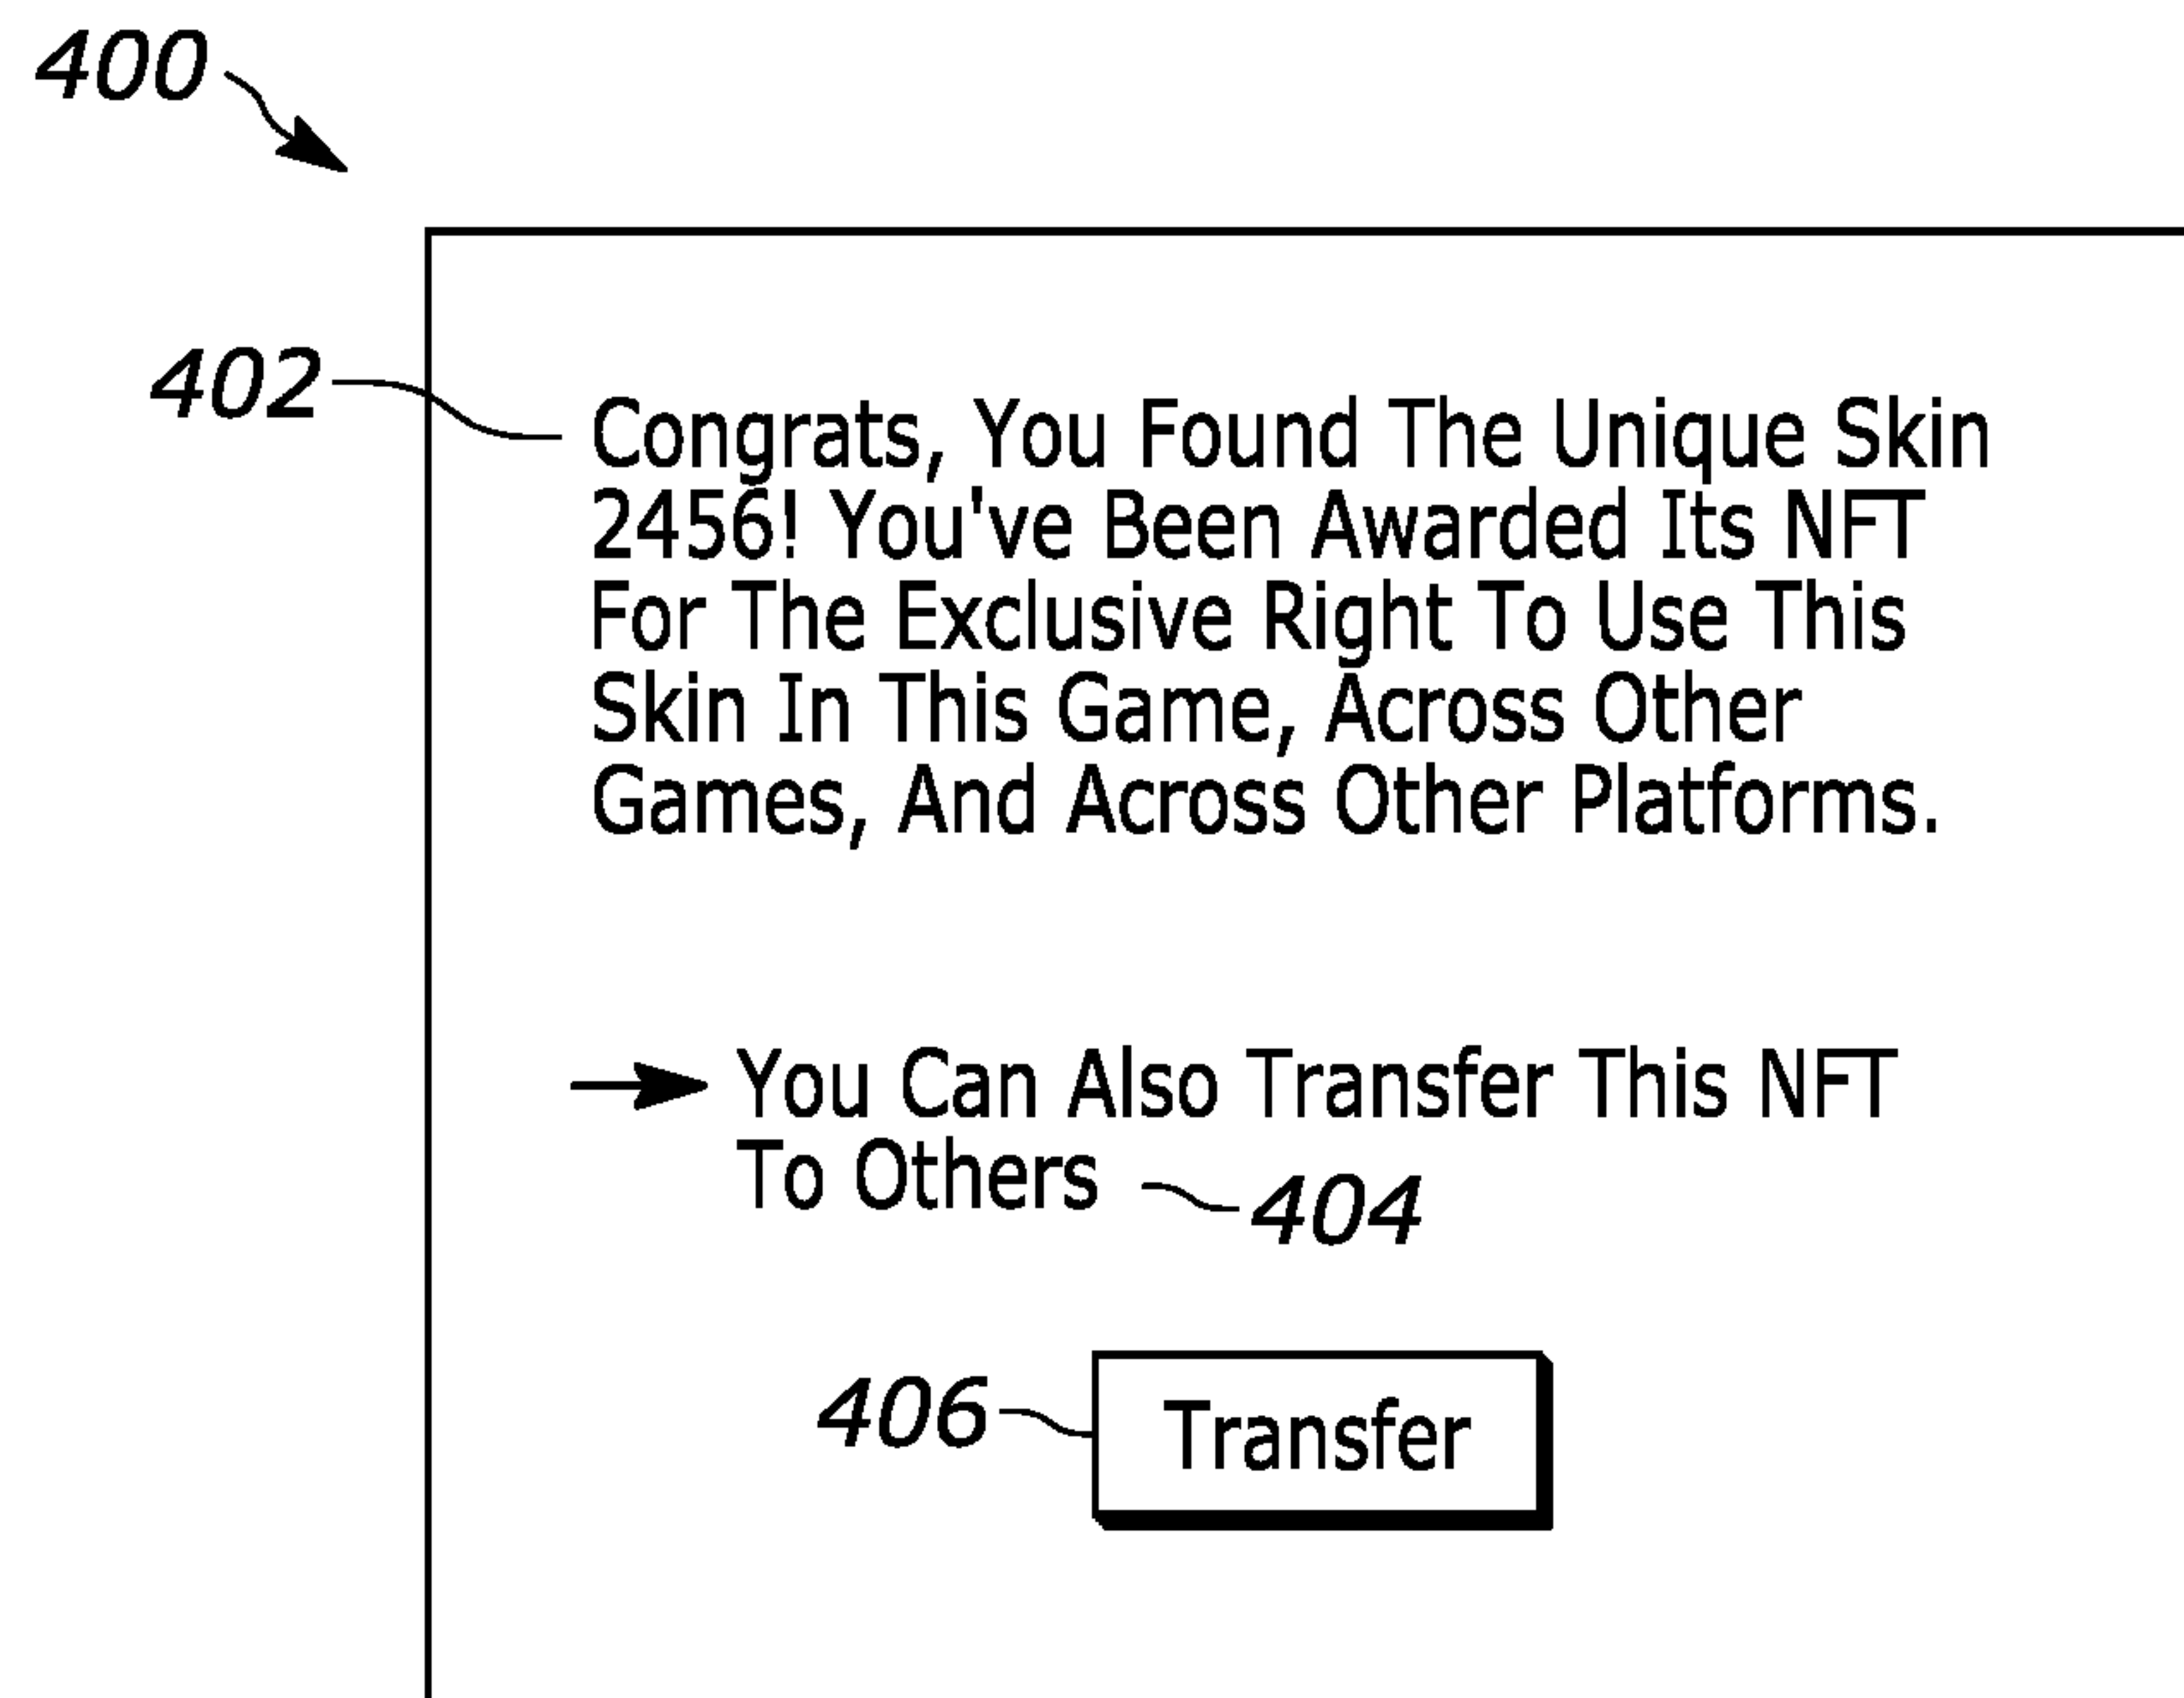 400
402
Congrats, You Found The Unique Skin
2456! You've Been Awarded Its NFT
For The Exclusive Right To Use This
Skin In This Game, Across Other
Games, And Across Other Platforms.
You Can Also Transfer This NFT
To Others
404
406
Transfer